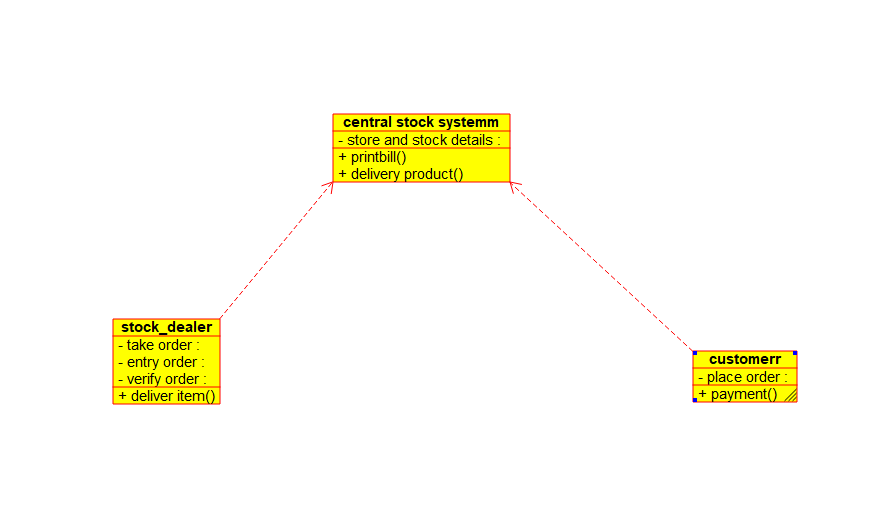 central stock systemm
- store and stock details :
+ printbill()
+ delivery product()
stock_dealer
- take order :
- entry order :
- verify order :
+ deliver item()
customerr
- place order :
+ payment()